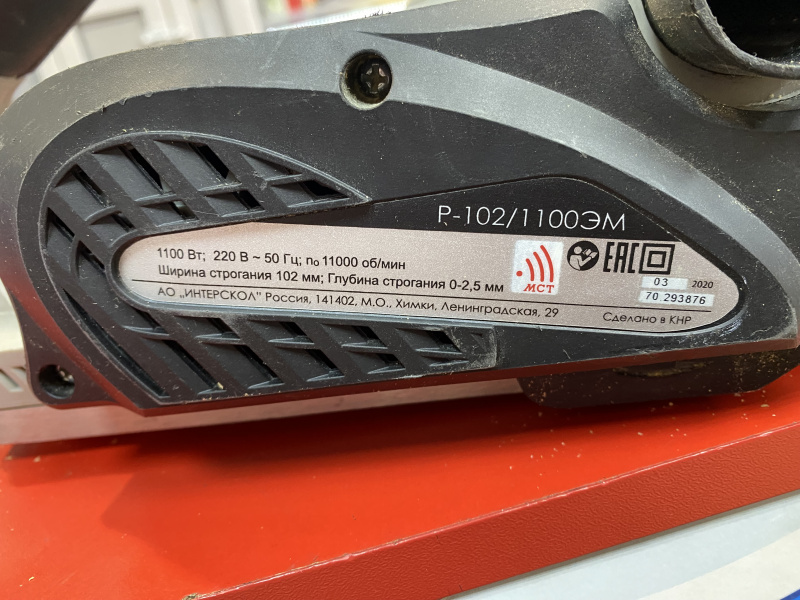 Р-102/1100ЭМ
1100 Вт; 220 В ~ 50 Гц; n₀ 11000 об/мин
Ширина строгания 102 мм; Глубина строгания 0-2,5 мм
МСТ
EAC
03 2020
70 293876
АО „ИНТЕРСКОЛ" Россия, 141402, М.О., Химки, Ленинградская, 29
Сделано в КНР